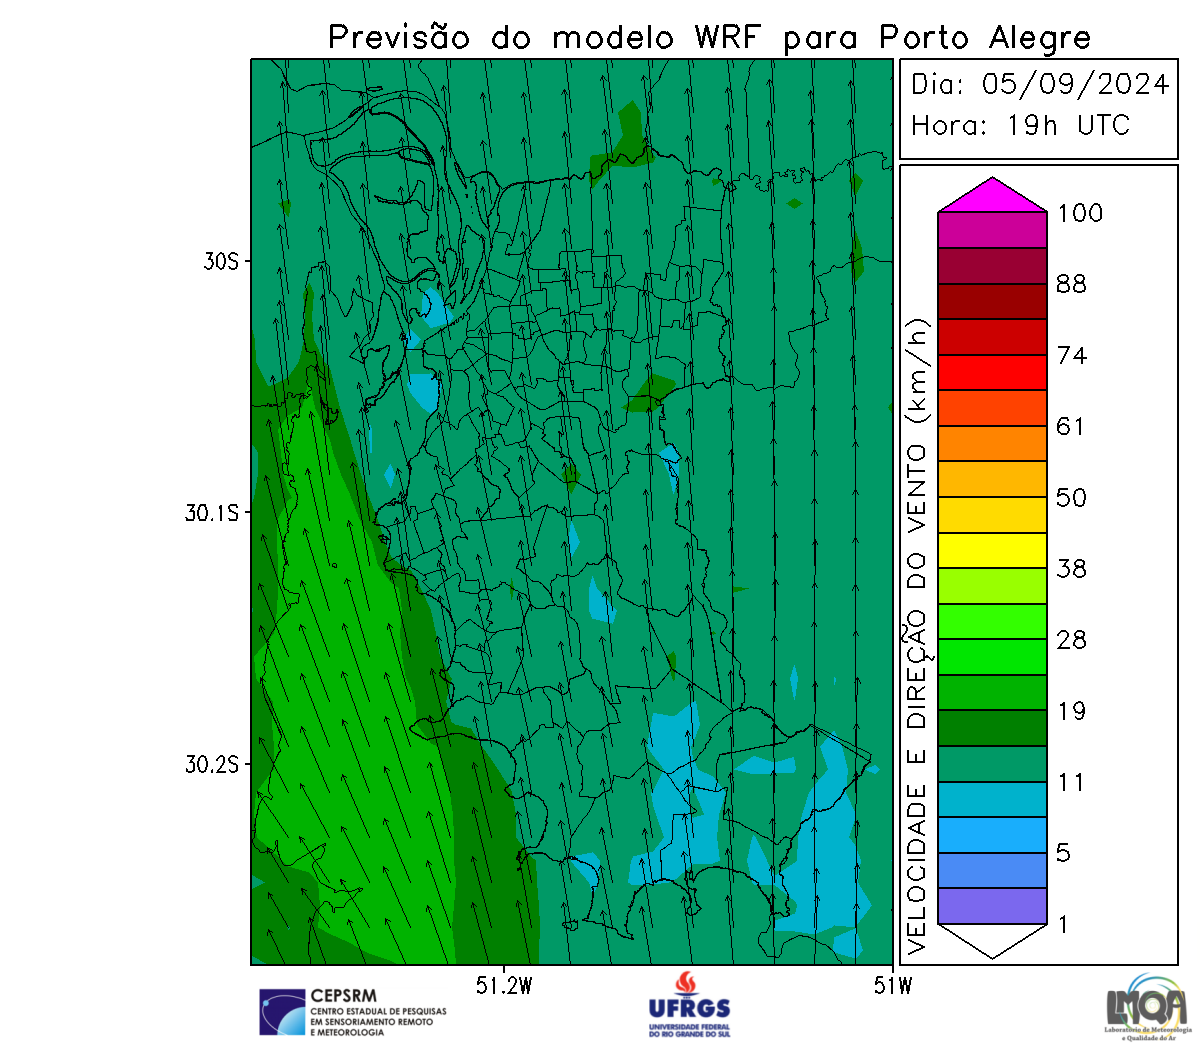 Previsão do modelo WRF para Porto Alegre
Dia: 05/09/2024
Hora: 19h UTC
VELOCIDADE E DIREÇÃO DO VENTO (km/h)
100
88
74
61
50
38
28
19
11
5
1
30S
30.1S
30.2S
51.2W
51W
CEPSRM
CENTRO ESTADUAL DE PESQUISAS
EM SENSORIAMENTO REMOTO
E METEOROLOGIA
UFRGS
UNIVERSIDADE FEDERAL
DO RIO GRANDE DO SUL
LMQA
Laboratório de Meteorologia
e Qualidade do Ar